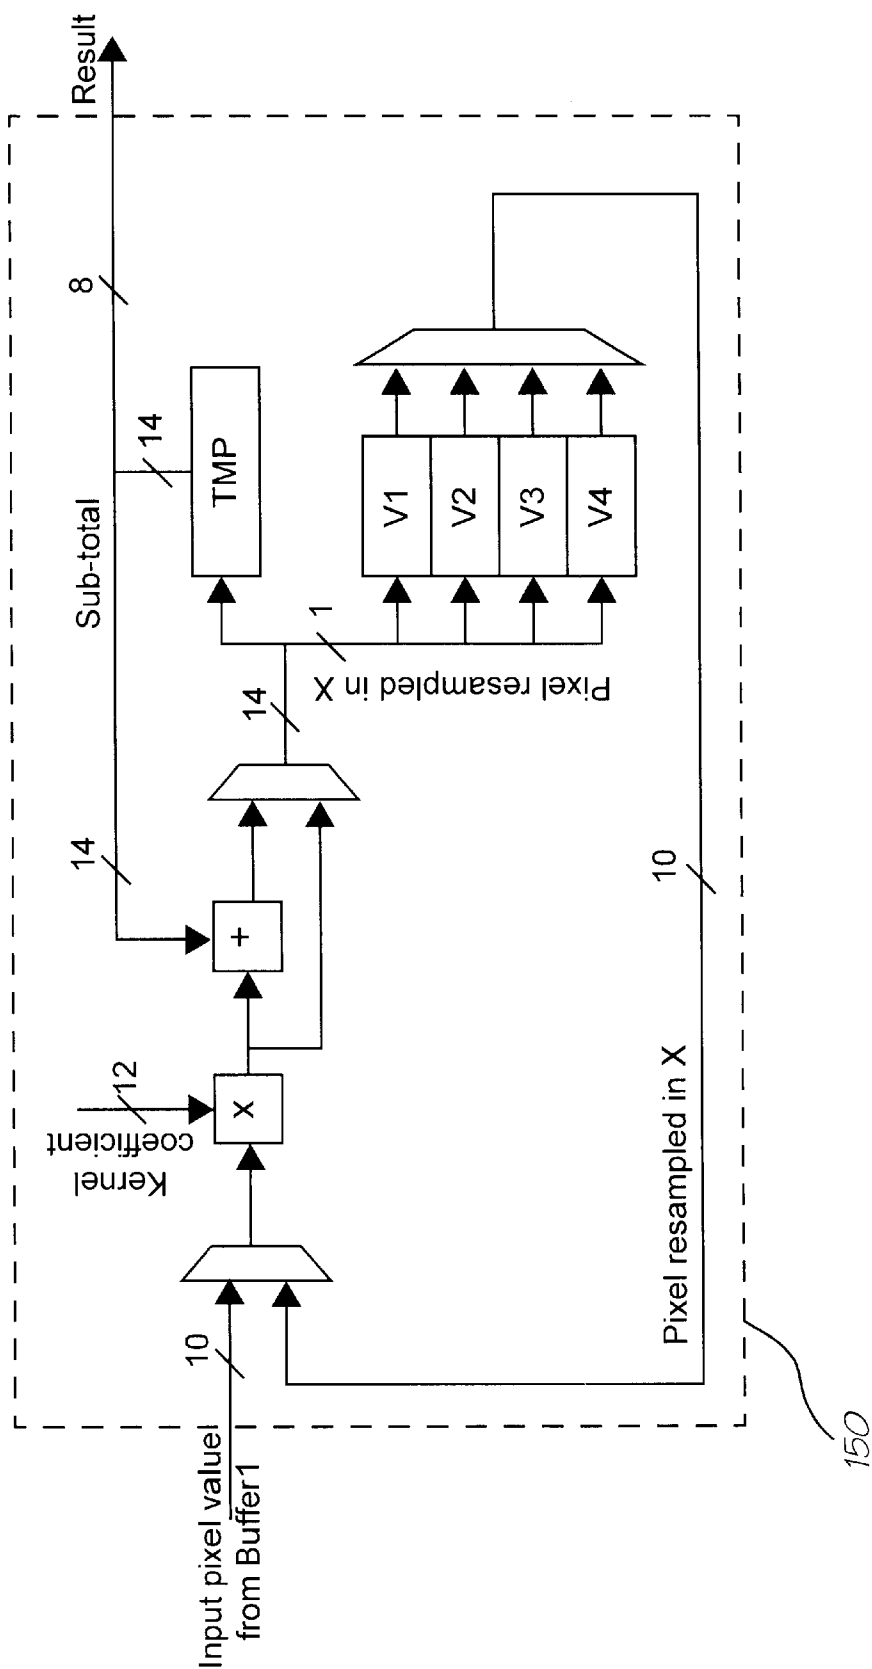 Result
8
14
Sub-total
14
TMP
V1
V2
V3
V4
1
Pixel resampled in X
14
10
+
12
Kernel
coefficient
X
10
Input pixel value
from Buffer1
Pixel resampled in X
150